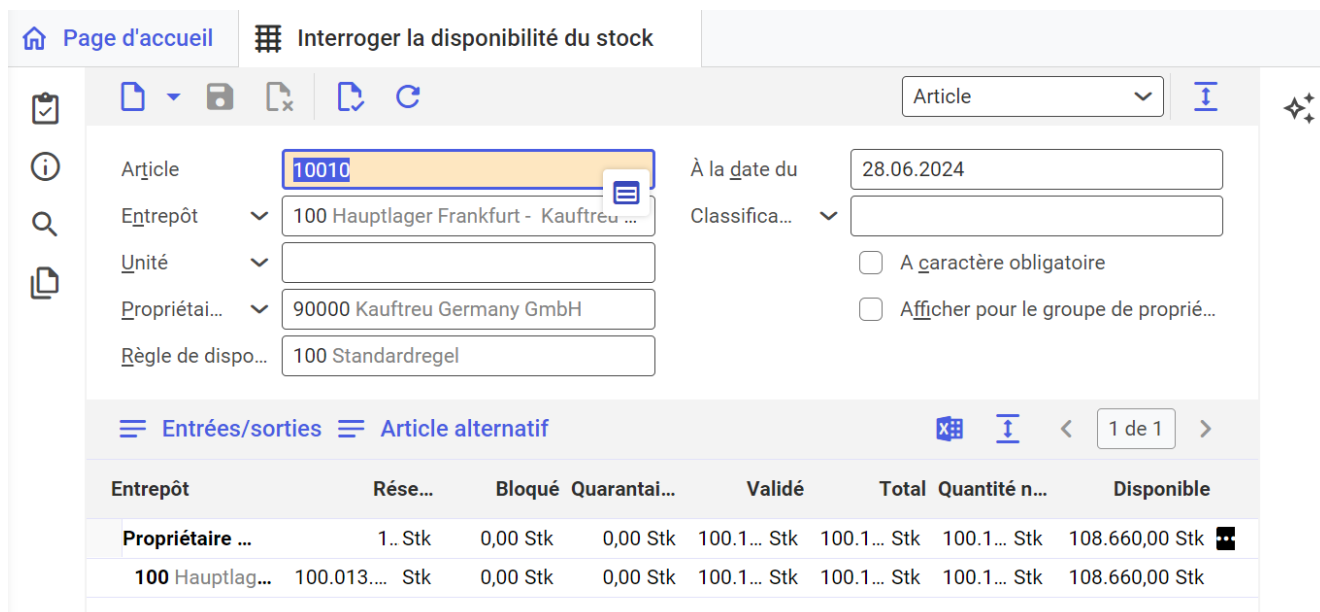 Page d'accueil Interroger la disponibilité du stock
Article
Article 10010 À la date du 28.06.2024
Entrepôt 100 Hauptlager Frankfurt - Kauftreu ... Classifica...
Unité A caractère obligatoire
Propriétai... 90000 Kauftreu Germany GmbH Afficher pour le groupe de proprié...
Règle de dispo... 100 Standardregel
Entrées/sorties Article alternatif 1 de 1
Entrepôt Rése... Bloqué Quarantai... Validé Total Quantité n... Disponible
Propriétaire ... 1.. Stk 0,00 Stk 0,00 Stk 100.1... Stk 100.1... Stk 100.1... Stk 108.660,00 Stk
100 Hauptlag... 100.013.... Stk 0,00 Stk 0,00 Stk 100.1... Stk 100.1... Stk 100.1... Stk 108.660,00 Stk